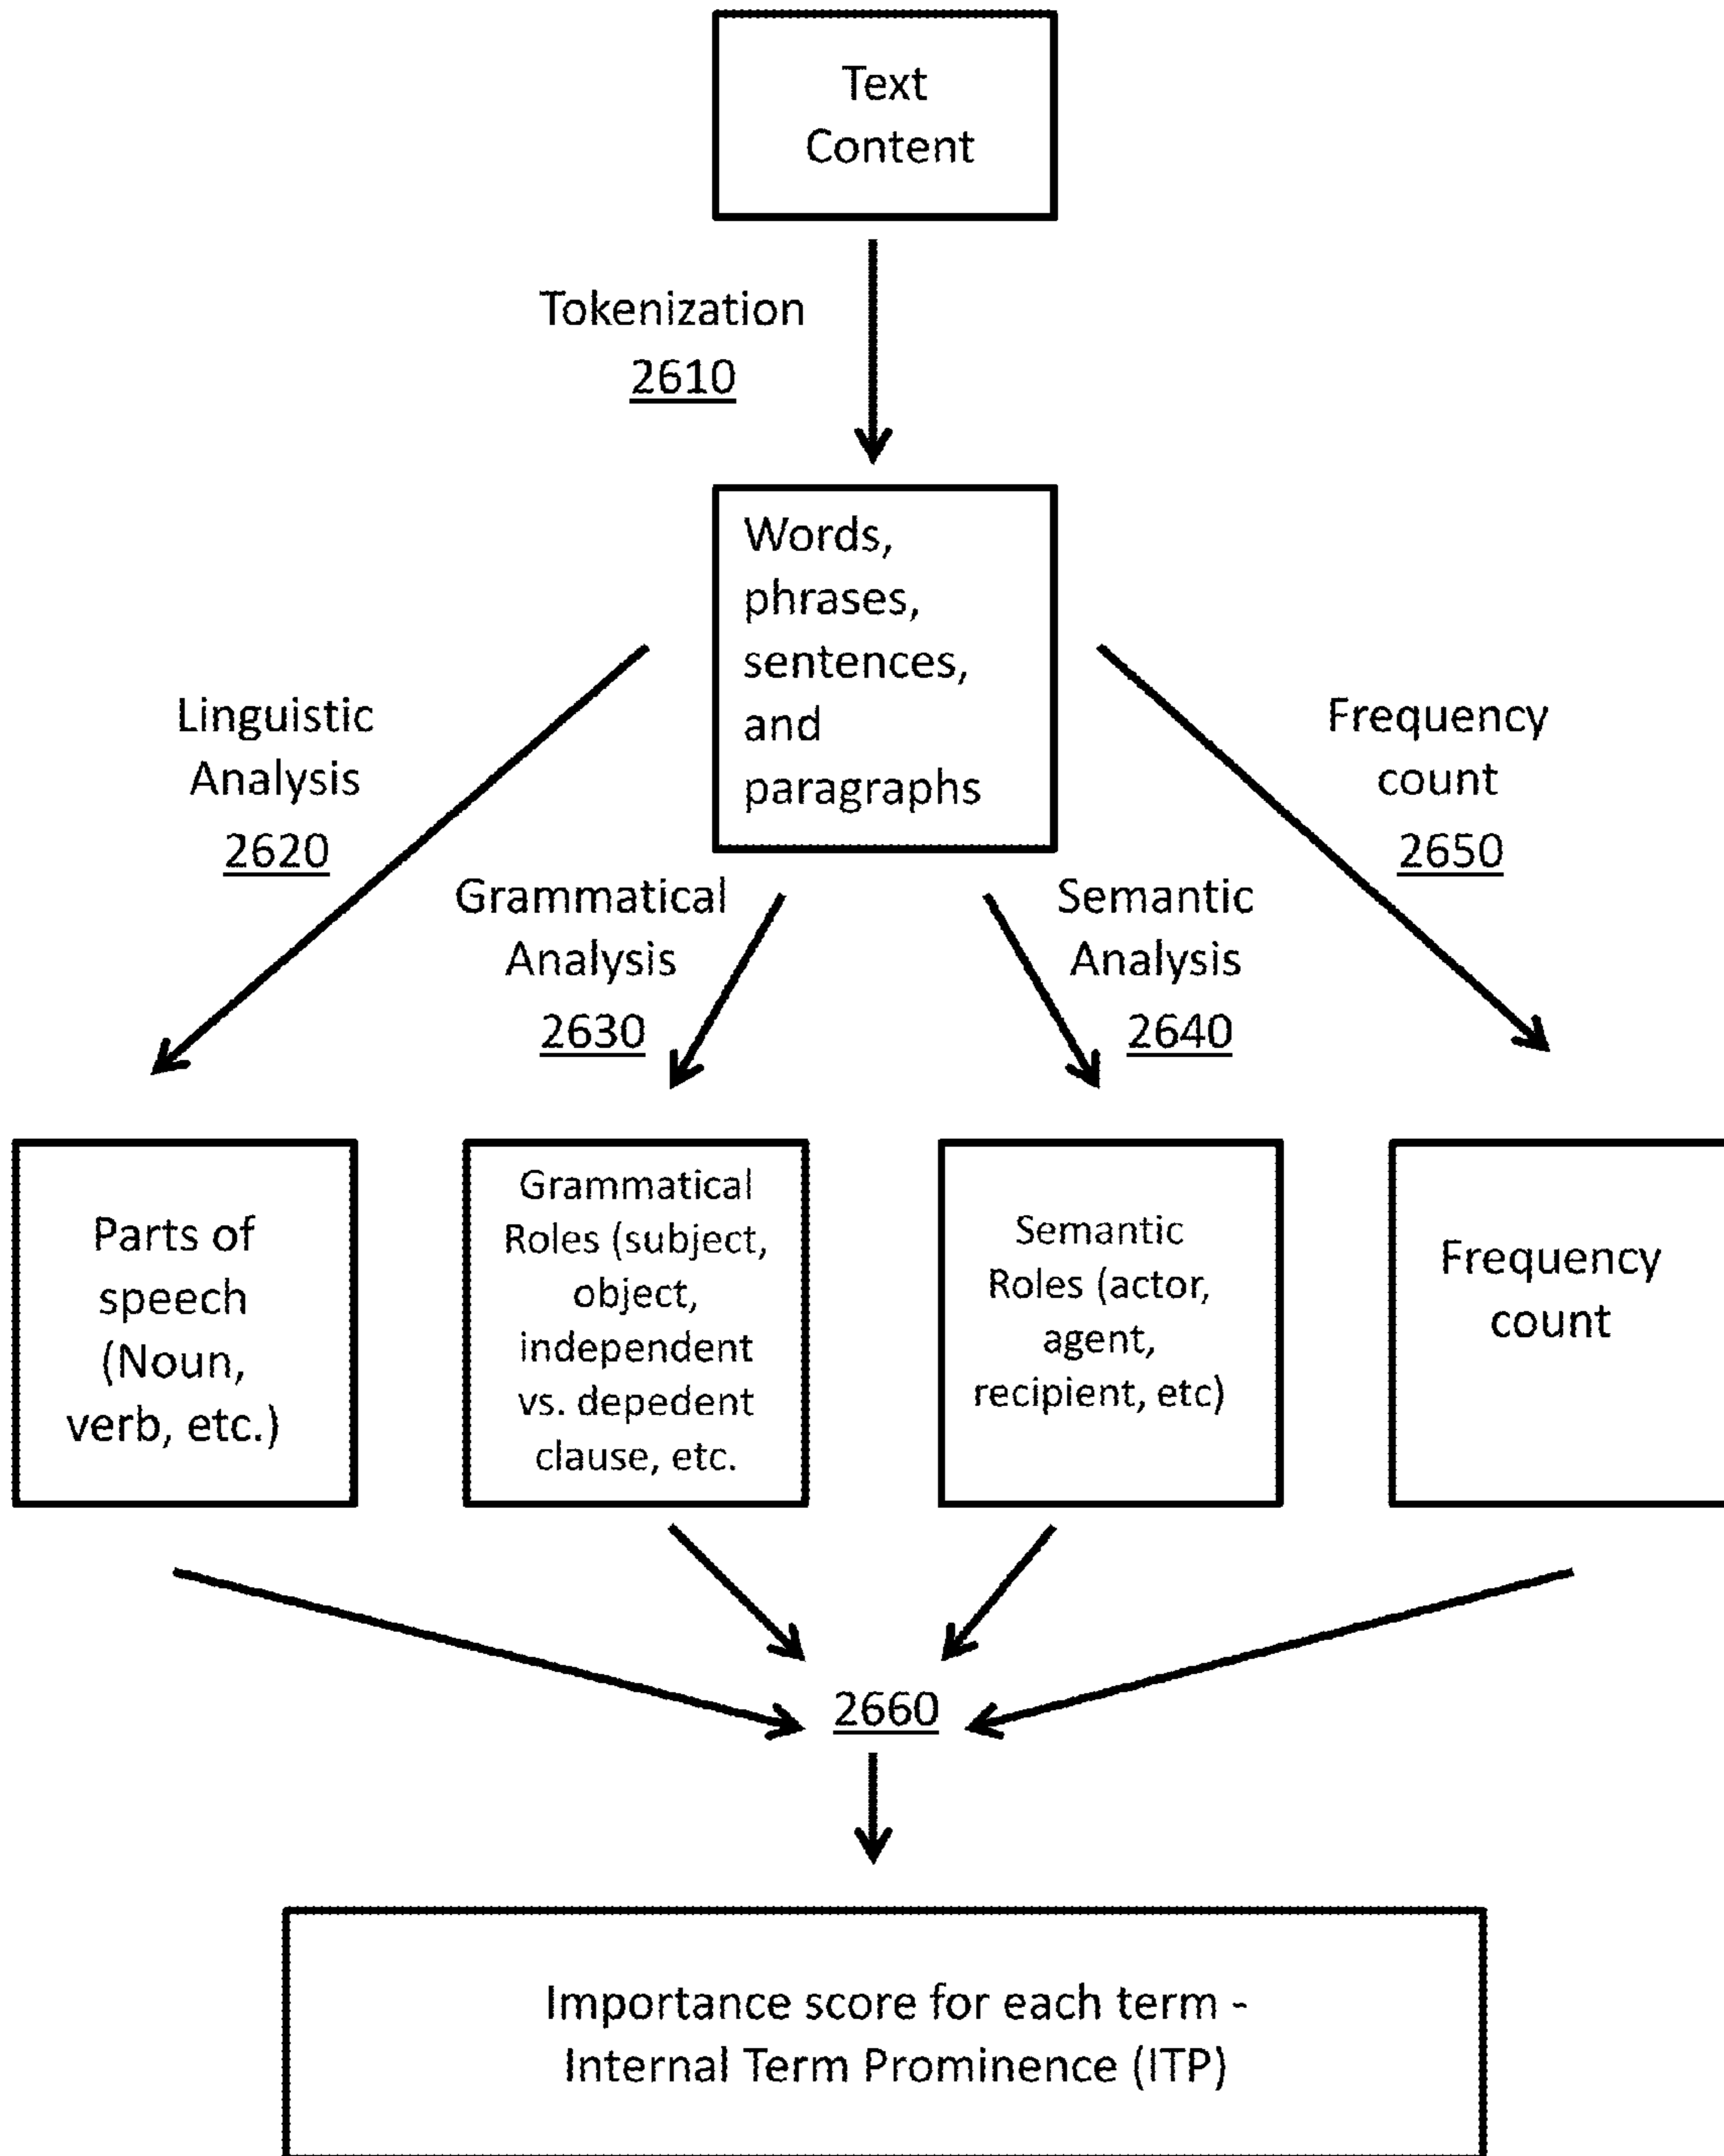 Text
Content
Tokenization
2610
Words,
phrases,
sentences,
and
paragraphs
Linguistic
Analysis
2620
Frequency
count
2650
Grammatical
Analysis
2630
Semantic
Analysis
2640
Parts of
speech
(Noun,
verb, etc.)
Grammatical
Roles (subject,
object,
independent
vs. depedent
clause, etc.
Semantic
Roles (actor,
agent,
recipient, etc)
Frequency
count
2660
Importance score for each term -
Internal Term Prominence (ITP)